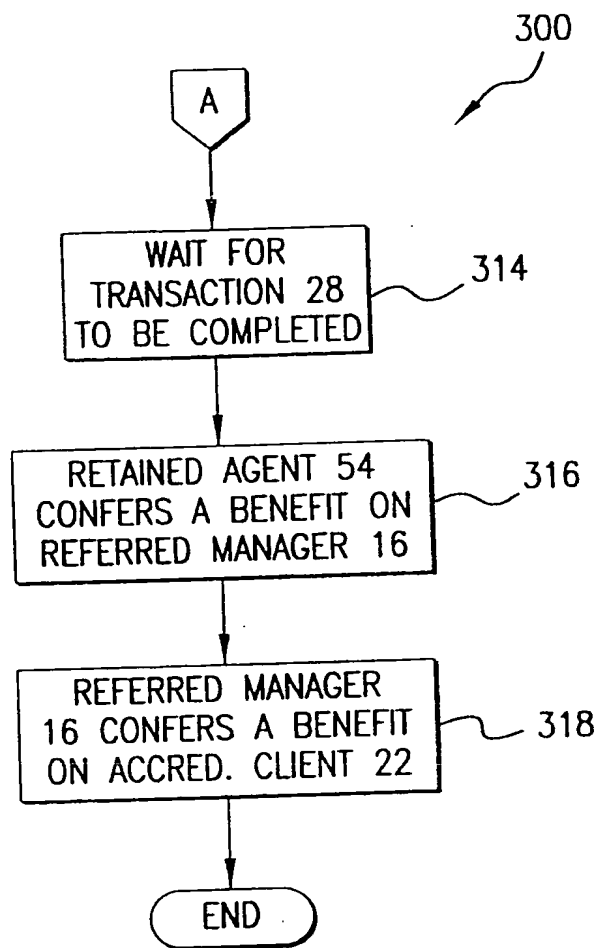 300
A
WAIT FOR
TRANSACTION 28
TO BE COMPLETED
314
RETAINED AGENT 54
CONFERS A BENEFIT ON
REFERRED MANAGER 16
316
REFERRED MANAGER
16 CONFERS A BENEFIT
ON ACCRED. CLIENT 22
318
END